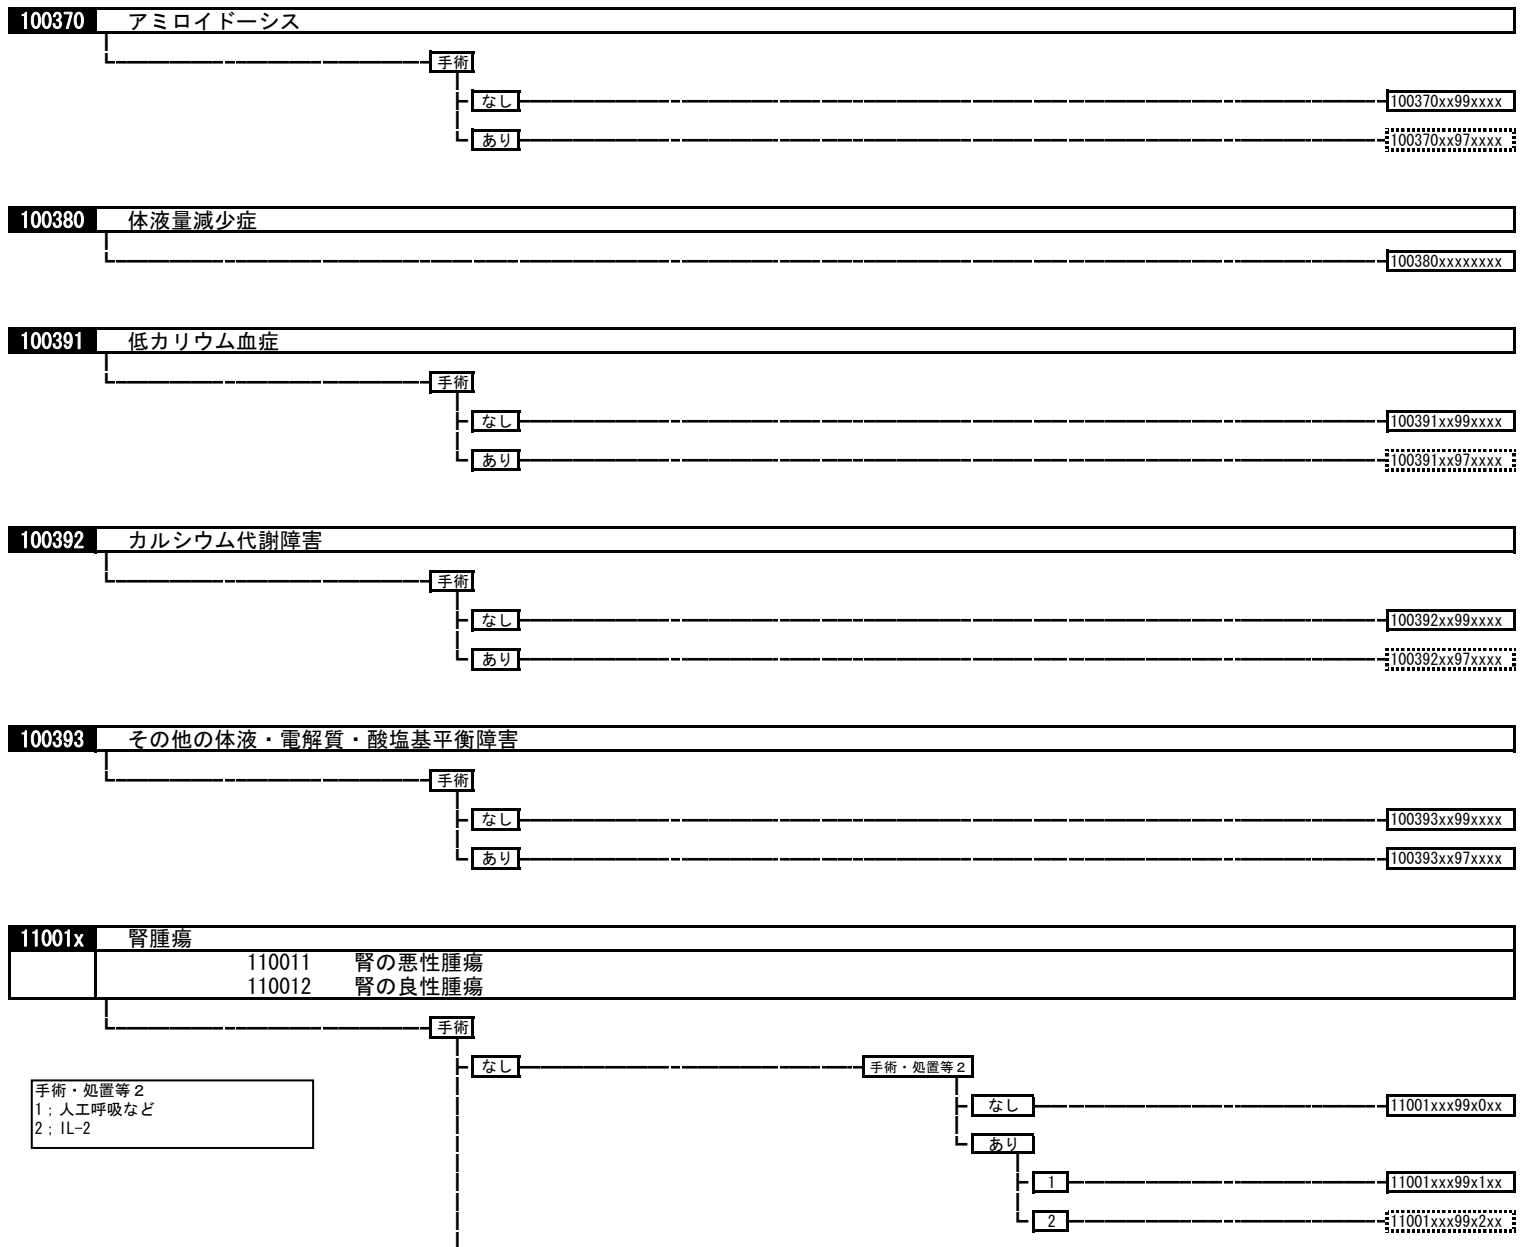 100370 アミロイドーシス
手術
なし 100370xx99xxxx
あり 100370xx97xxxx
100380 体液量減少症
100380xxxxxxxx
100391 低カリウム血症
手術
なし 100391xx99xxxx
あり 100391xx97xxxx
100392 カルシウム代謝障害
手術
なし 100392xx99xxxx
あり 100392xx97xxxx
100393 その他の体液・電解質・酸塩基平衡障害
手術
なし 100393xx99xxxx
あり 100393xx97xxxx
11001x 腎腫瘍
110011 腎の悪性腫瘍
110012 腎の良性腫瘍
手術
なし 手術・処置等２
手術・処置等２
1；人工呼吸など
2；IL-2
なし 11001xxx99x0xx
あり
1 11001xxx99x1xx
2 11001xxx99x2xx